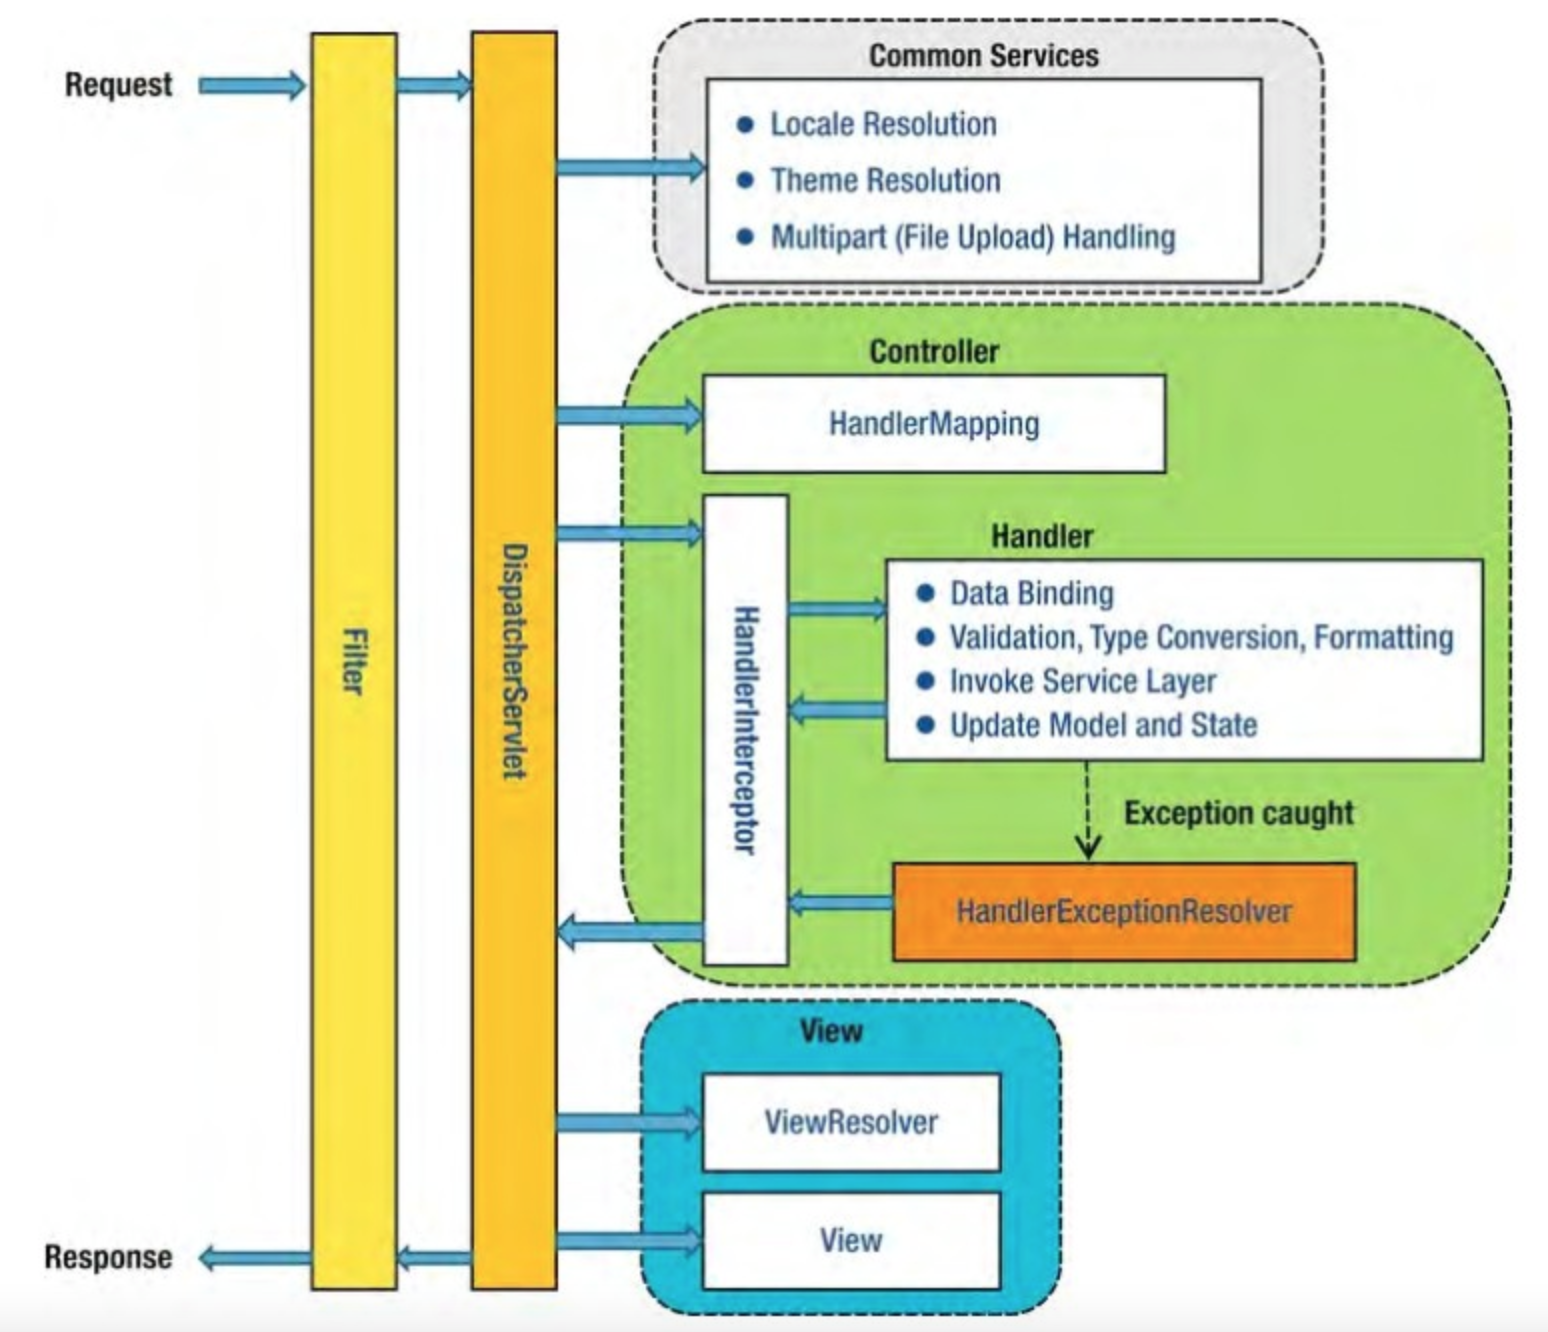 Request
Filter
DispatcherServlet
Common Services
● Locale Resolution
● Theme Resolution
● Multipart (File Upload) Handling
Controller
HandlerMapping
HandlerInterceptor
Handler
● Data Binding
● Validation, Type Conversion, Formatting
● Invoke Service Layer
● Update Model and State
Exception caught
HandlerExceptionResolver
View
ViewResolver
View
Response